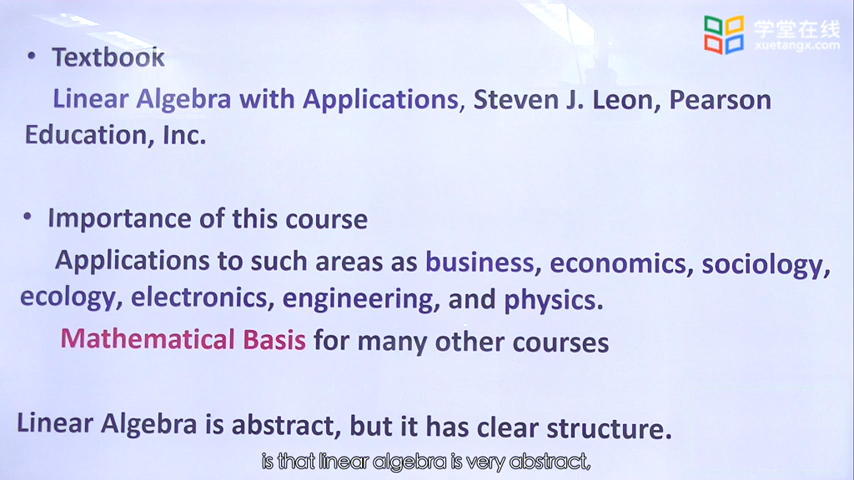 学堂在线
xuetangx.com
• Textbook
Linear Algebra with Applications, Steven J. Leon, Pearson
Education, Inc.
• Importance of this course
Applications to such areas as business, economics, sociology,
ecology, electronics, engineering, and physics.
Mathematical Basis for many other courses
Linear Algebra is abstract, but it has clear structure.
is that linear algebra is very abstract,